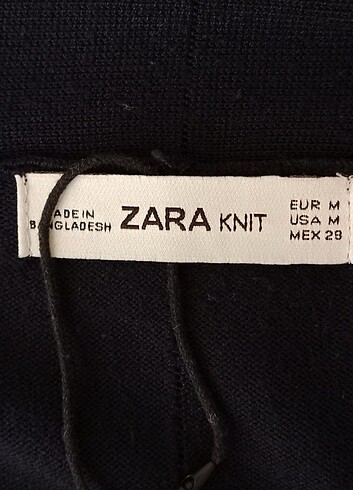 MADE IN
BANGLADESH
ZARA KNIT
EUR M
USA M
MEX 28